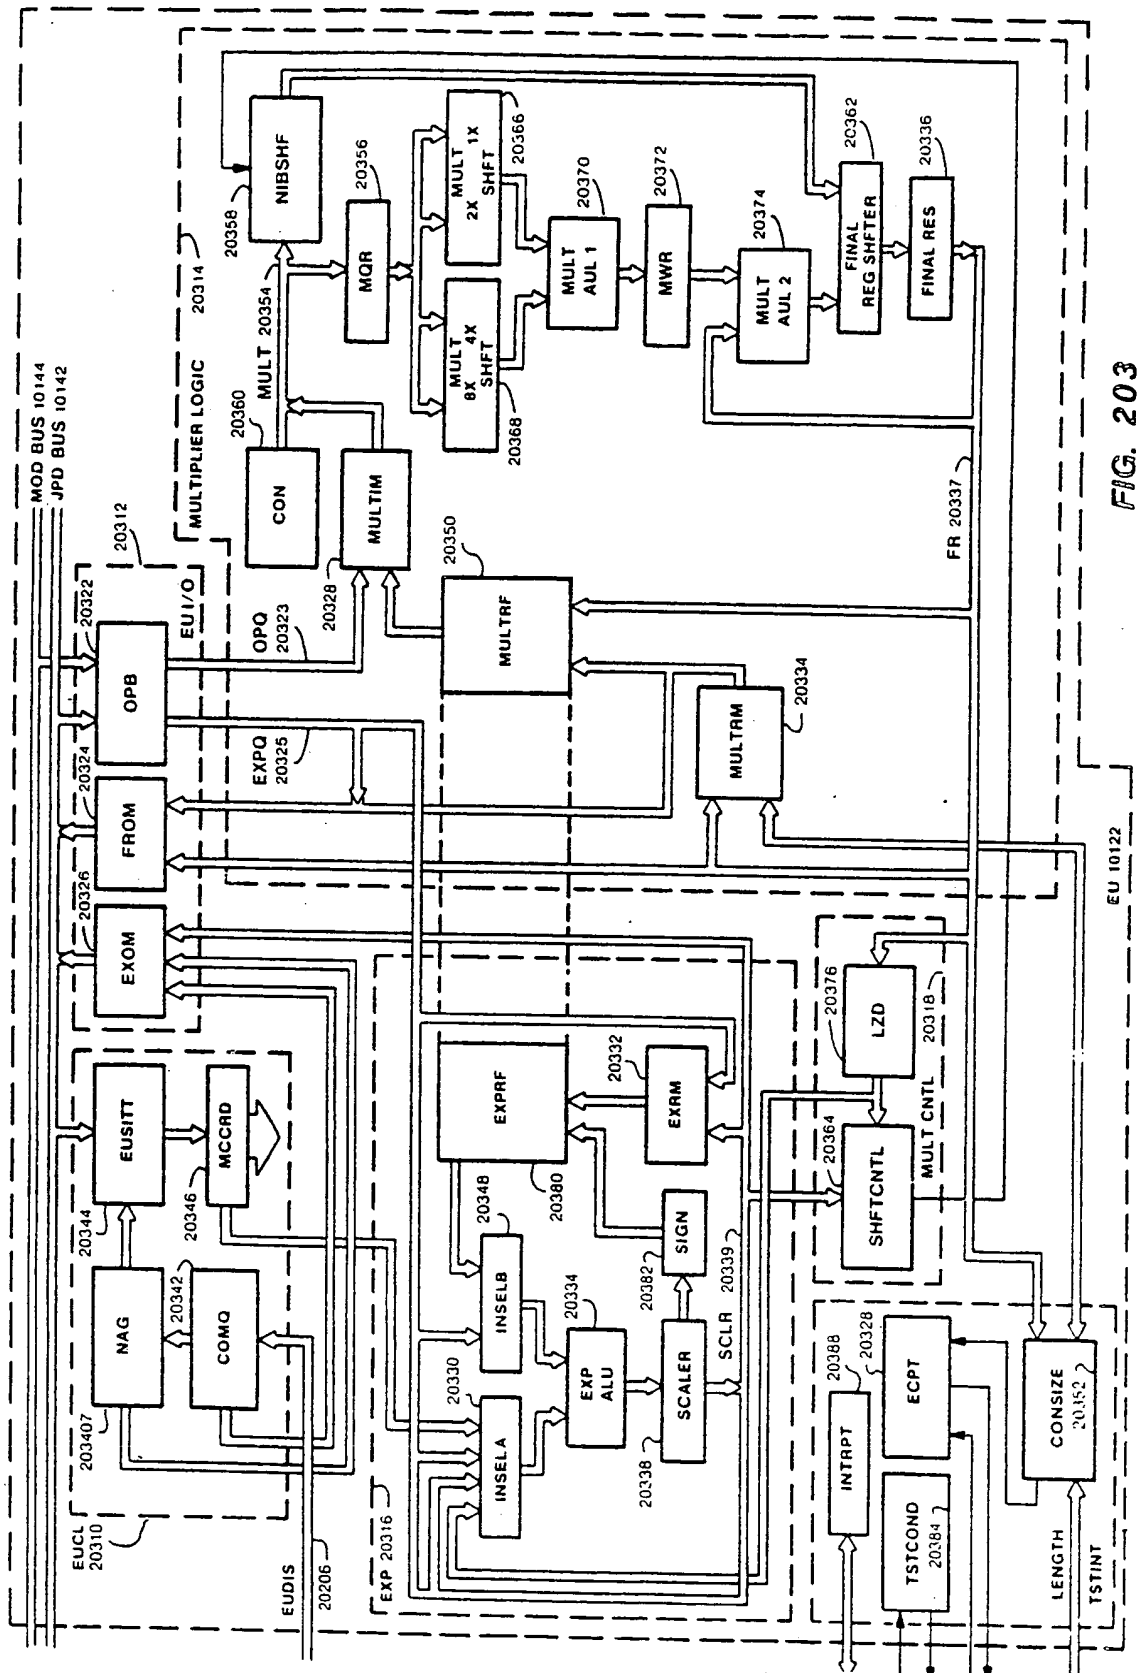 MOD BUS 10144
JPD BUS 10142
20312
20322
20324
20326
EU I/O
OPB
FROM
EXOM
OPQ
20323
EXPQ
20325
EUCL
20310
EUSITT
20344
MCCRD
20346
NAG
203407
COMQ
20342
EUDIS
20206
MULTIPLIER LOGIC
20314
20358
NIBSHF
MULT
20354
20360
CON
MULTIM
20328
20356
MQR
MULT 1X
2X SHFT
20366
MULT 4X
8X SHFT
20368
MULT
AUL 1
20370
MWR
20372
MULT
AUL 2
20374
FINAL
REG SHFTER
20362
FINAL RES
20336
20350
MULTRF
MULTRM
20334
FR 20337
EXP 20316
EXPRF
20380
20348
INSELB
20330
INSELA
20332
EXRM
20334
EXP
ALU
20382
SIGN
20338
SCALER
SCLR
20339
20376
LZD
20364
SHFTCNTL
20318
MULT CNTL
20388
INTRPT
20328
ECPT
TSTCOND
20384
CONSIZE
20352
LENGTH
TSTINT
EU 10122
FIG. 203